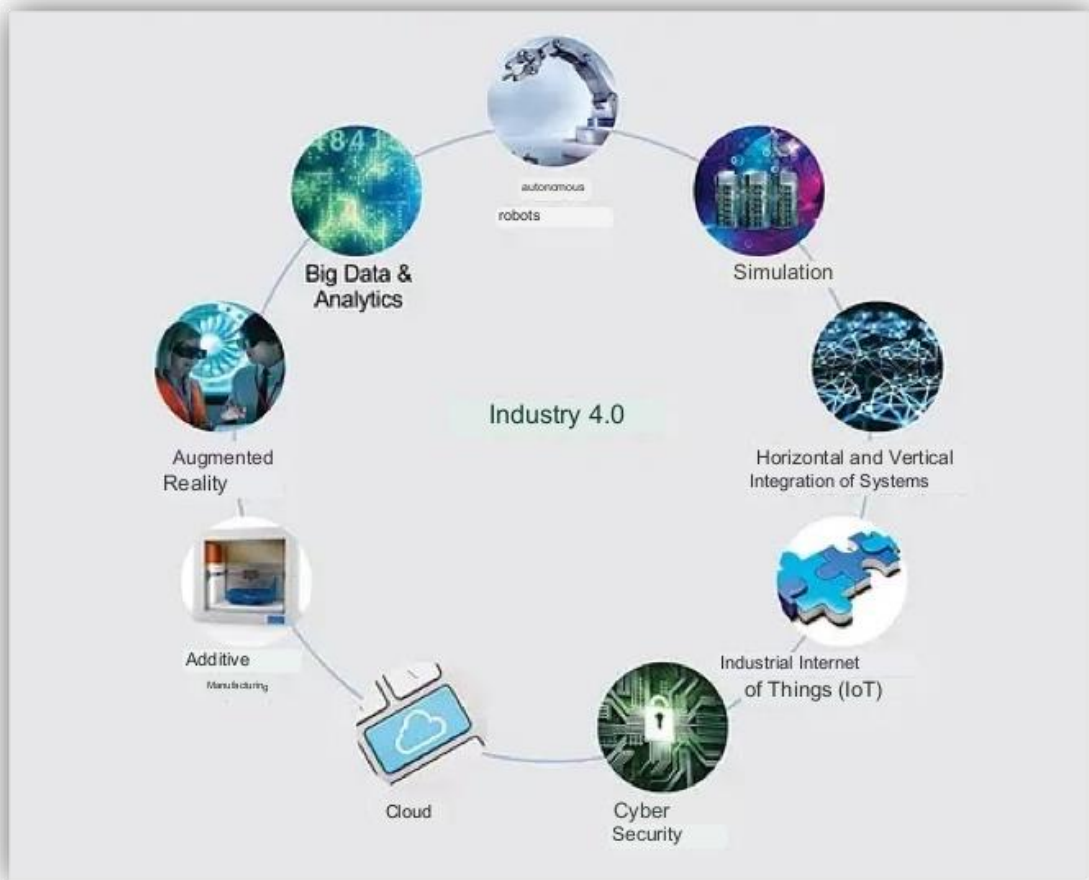 autonomous
robots
Simulation
Horizontal and Vertical
Integration of Systems
Industrial Internet
of Things (IoT)
Cyber
Security
Cloud
Additive
Manufacturing
Augmented
Reality
Big Data &
Analytics
Industry 4.0